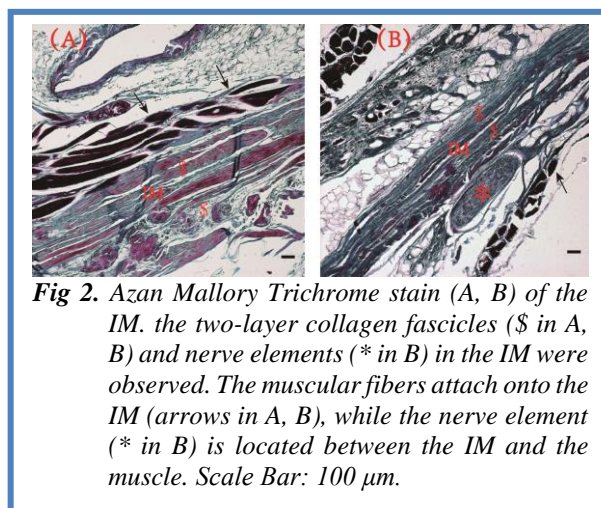 (A)
(B)
$
IM
$
$
$
IM
*
Fig 2. Azan Mallory Trichrome stain (A, B) of the
IM. the two-layer collagen fascicles ($ in A,
B) and nerve elements (* in B) in the IM were
observed. The muscular fibers attach onto the
IM (arrows in A, B), while the nerve element
(* in B) is located between the IM and the
muscle. Scale Bar: 100 μm.